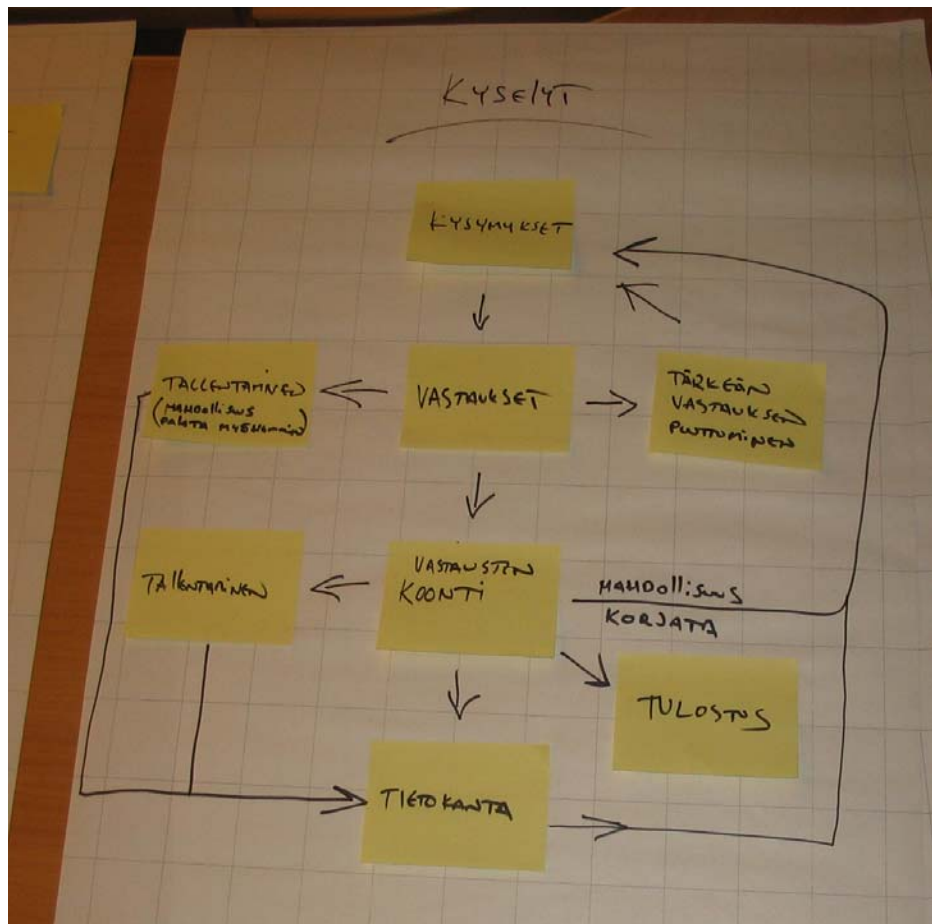 KYSELYT
KYSYMYKSET
TALLENTAMINEN
(MAHDOLLISUUS
PALATA MYÖHEMMIN)
VASTAUKSET
TÄRKEÄN
VASTAUKSEN
PUUTTUMINEN
TALLENTAMINEN
VASTAUSTEN
KOONTI
MAHDOLLISUUS
KORJATA
TULOSTUS
TIETOKANTA